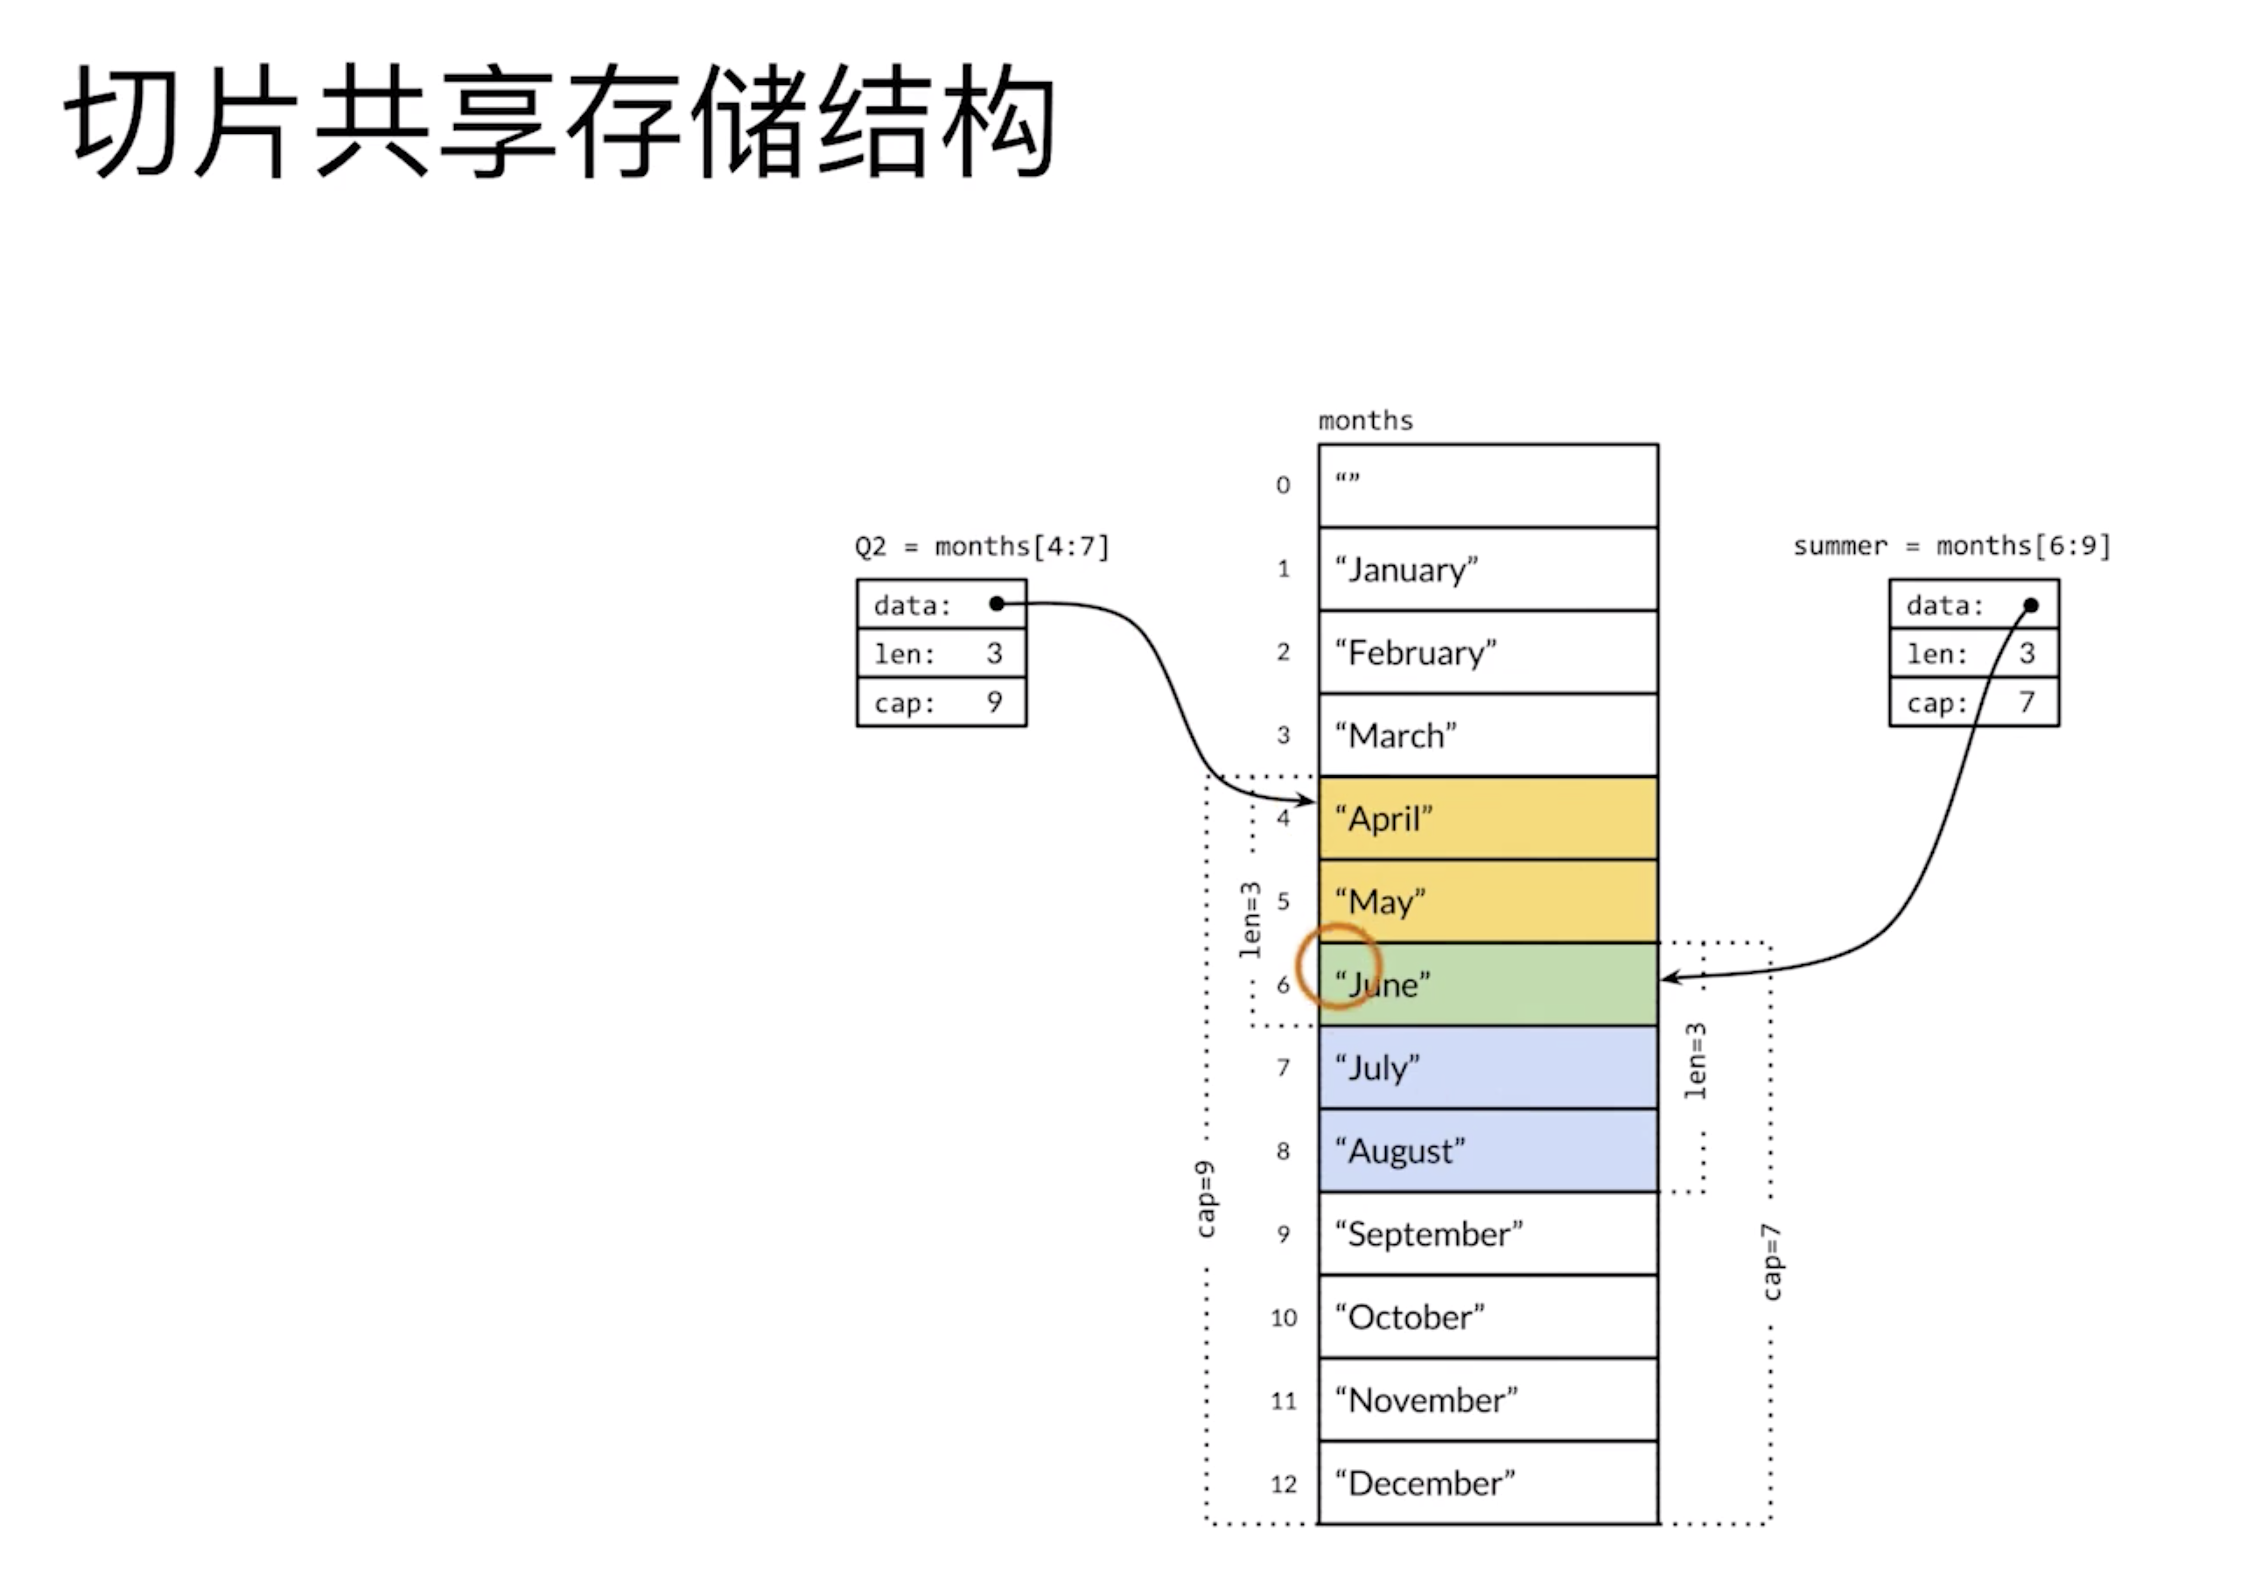 切片共享存储结构
months
0 “”
Q2 = months[4:7]
data:
len: 3
cap: 9
summer = months[6:9]
data:
len: 3
cap: 7
1 “January”
2 “February”
3 “March”
4 “April”
5 “May”
6 “June”
7 “July”
8 “August”
9 “September”
10 “October”
11 “November”
12 “December”
len=3
cap=9
len=3
cap=7